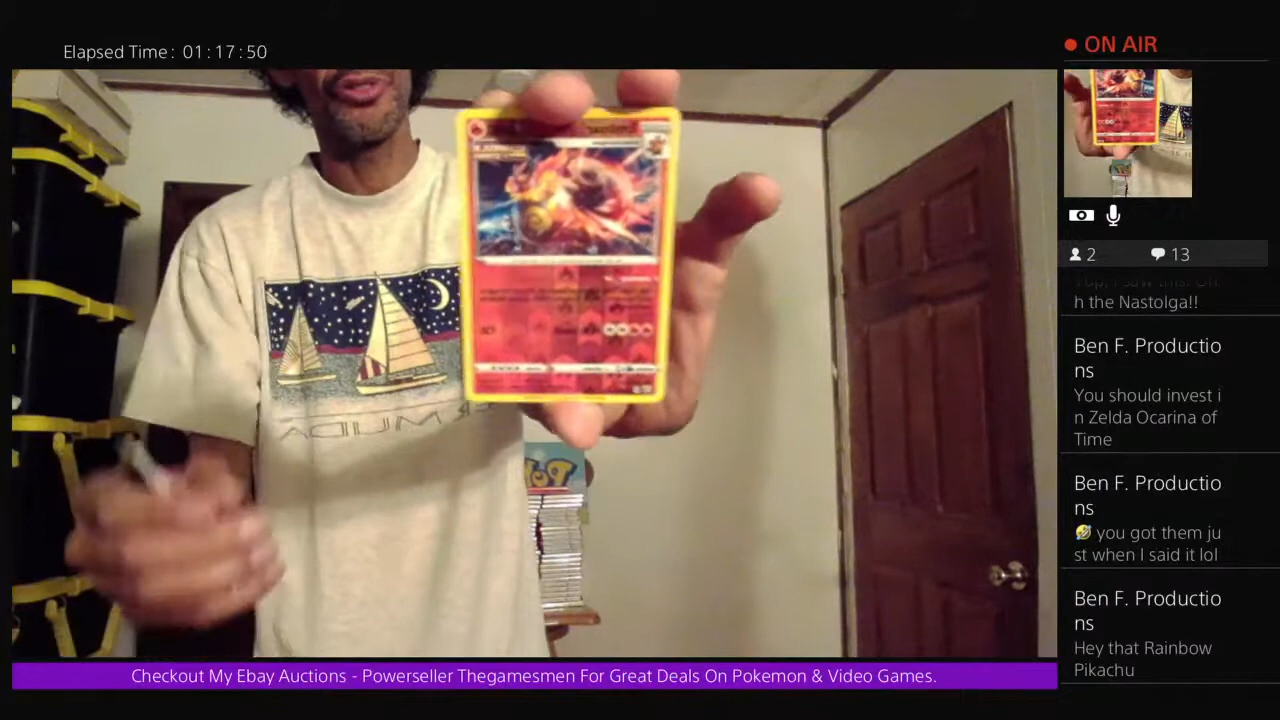 Elapsed Time: 01:17:50
ON AIR
2
13
h the Nastolga!!
Ben F. Productio
ns
You should invest i
n Zelda Ocarina of
Time
Ben F. Productio
ns
🤣 you got them ju
st when I said it lol
Ben F. Productio
ns
Hey that Rainbow
Pikachu
Checkout My Ebay Auctions - Powerseller Thegamesmen For Great Deals On Pokemon & Video Games.